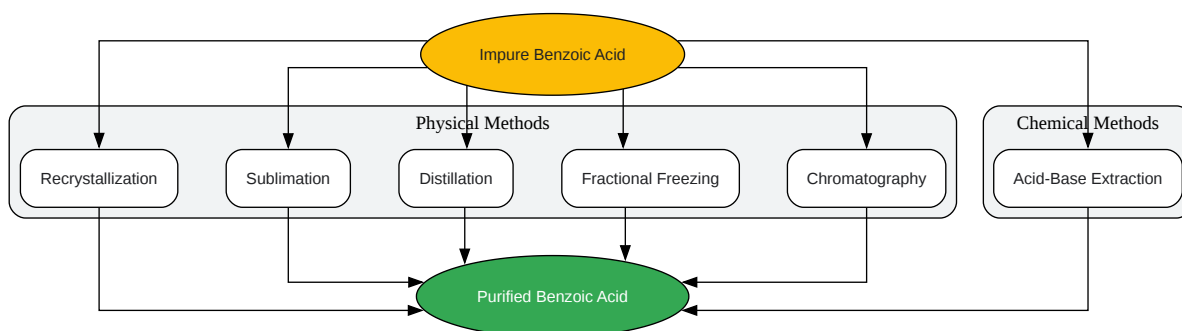 Impure Benzoic Acid
Physical Methods
Chemical Methods
Recrystallization
Sublimation
Distillation
Fractional Freezing
Chromatography
Acid-Base Extraction
Purified Benzoic Acid